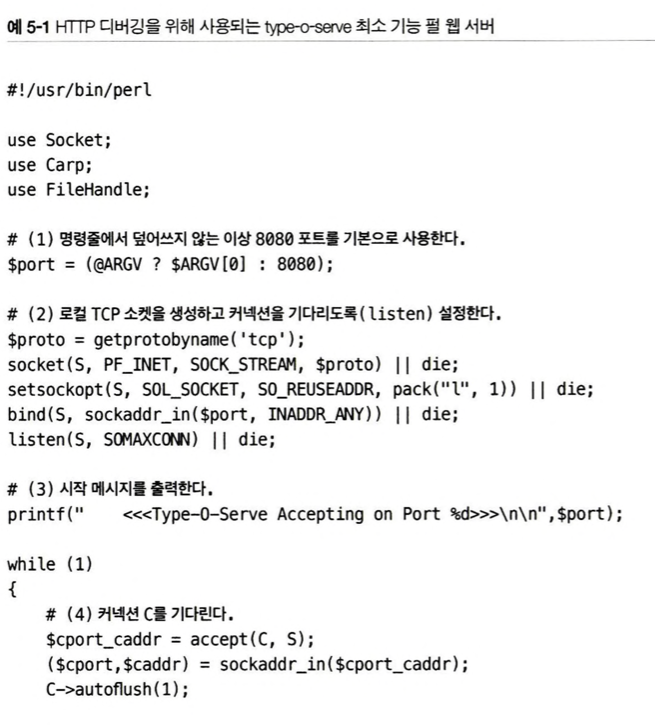 예 5-1 HTTP 디버깅을 위해 사용되는 type-o-serve 최소 기능 펄 웹 서버
#!/usr/bin/perl
use Socket;
use Carp;
use FileHandle;
# (1) 명령줄에서 덮어쓰지 않는 이상 8080 포트를 기본으로 사용한다.
$port = (@ARGV ? $ARGV[0] : 8080);
# (2) 로컬 TCP 소켓을 생성하고 커넥션을 기다리도록(listen) 설정한다.
$proto = getprotobyname('tcp');
socket(S, PF_INET, SOCK_STREAM, $proto) || die;
setsockopt(S, SOL_SOCKET, SO_REUSEADDR, pack("l", 1)) || die;
bind(S, sockaddr_in($port, INADDR_ANY)) || die;
listen(S, SOMAXCONN) || die;
# (3) 시작 메시지를 출력한다.
printf("    <<<Type-O-Serve Accepting on Port %d>>>\n\n",$port);
while (1)
{
    # (4) 커넥션 C를 기다린다.
    $cport_caddr = accept(C, S);
    ($cport,$caddr) = sockaddr_in($cport_caddr);
    C->autoflush(1);